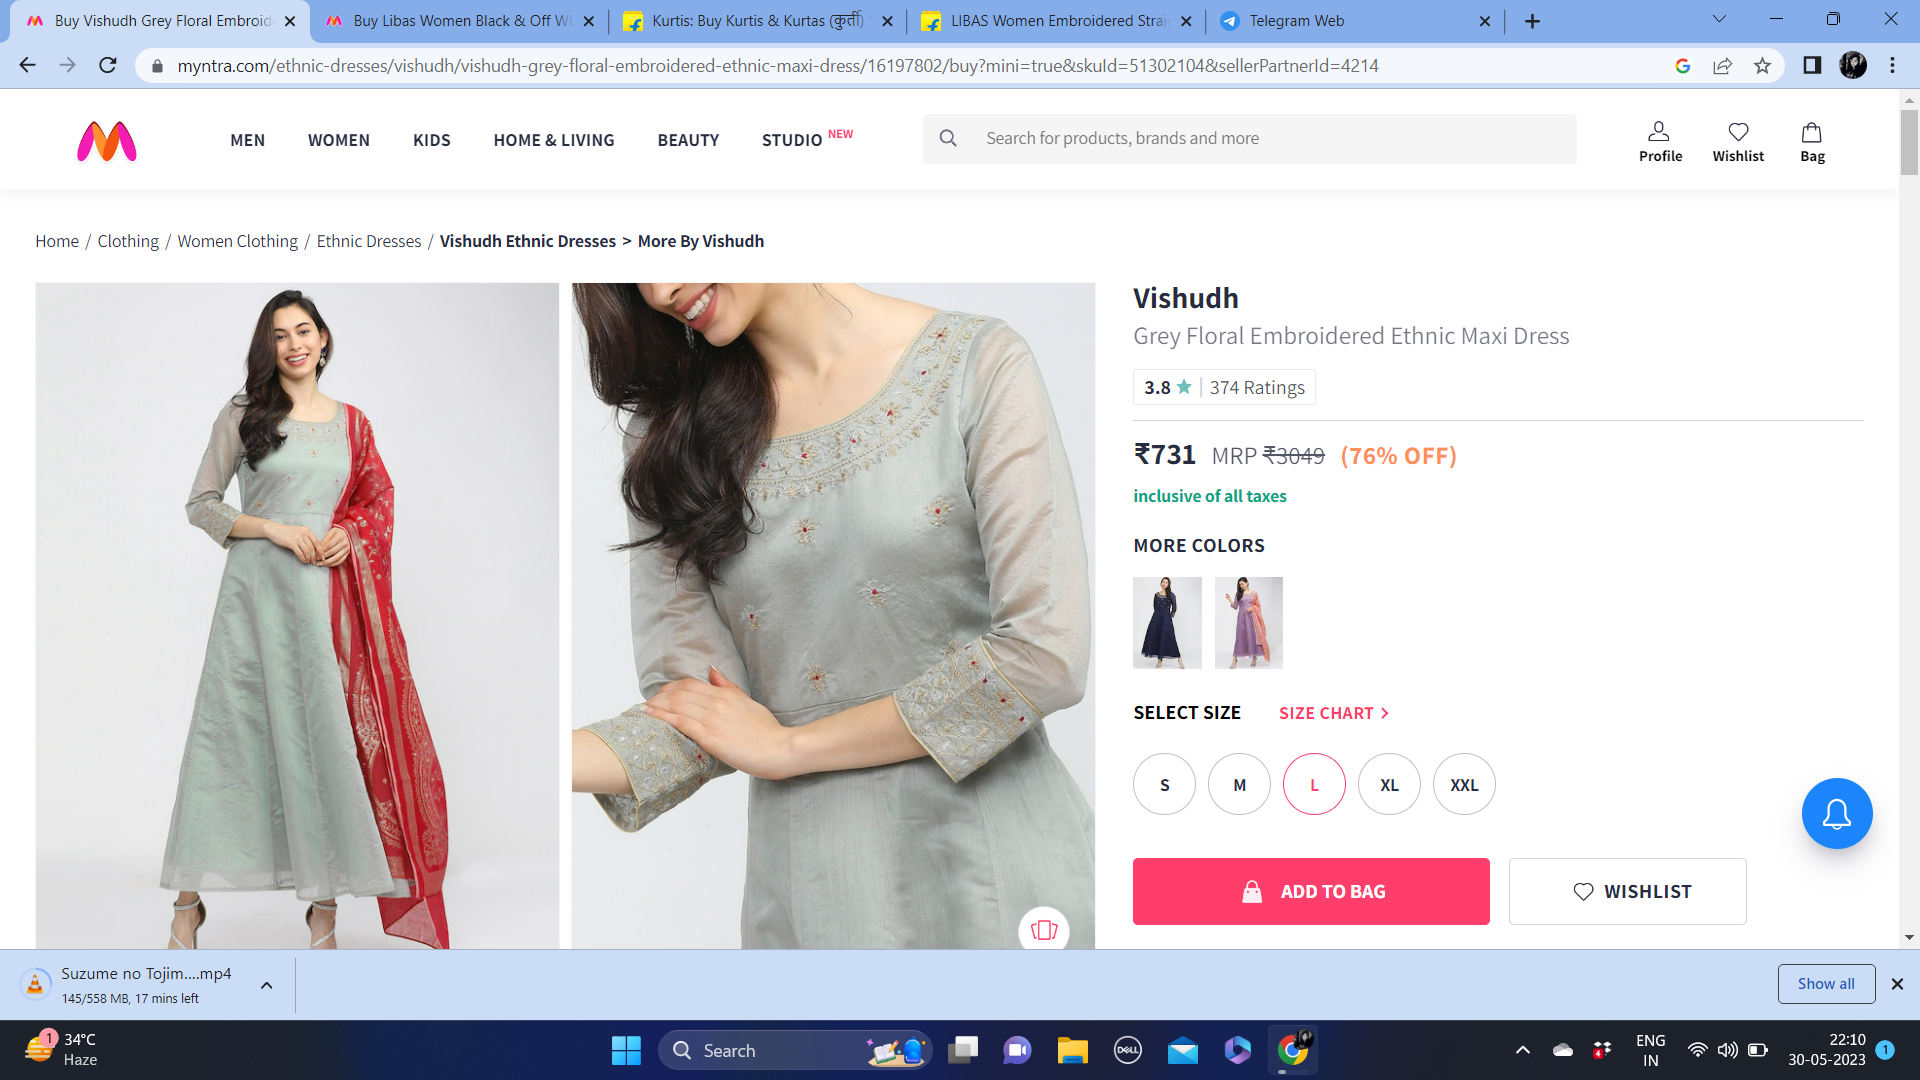 Buy Vishudh Grey Floral Embroid
Buy Libas Women Black & Off W
Kurtis: Buy Kurtis & Kurtas (कुर्ती)
LIBAS Women Embroidered Strai
Telegram Web
myntra.com/ethnic-dresses/vishudh/vishudh-grey-floral-embroidered-ethnic-maxi-dress/16197802/buy?mini=true&skuId=51302104&sellerPartnerId=4214
MEN WOMEN KIDS HOME & LIVING BEAUTY STUDIO NEW
Search for products, brands and more
Profile Wishlist Bag
Home / Clothing / Women Clothing / Ethnic Dresses / Vishudh Ethnic Dresses > More By Vishudh
Vishudh
Grey Floral Embroidered Ethnic Maxi Dress
3.8 ★ | 374 Ratings
₹731 MRP ₹3049 (76% OFF)
inclusive of all taxes
MORE COLORS
SELECT SIZE SIZE CHART >
S M L XL XXL
ADD TO BAG WISHLIST
Suzume no Tojim....mp4
145/558 MB, 17 mins left
Show all
1
34°C
Haze
Search
DELL
4
ENG
IN
22:10
30-05-2023
1